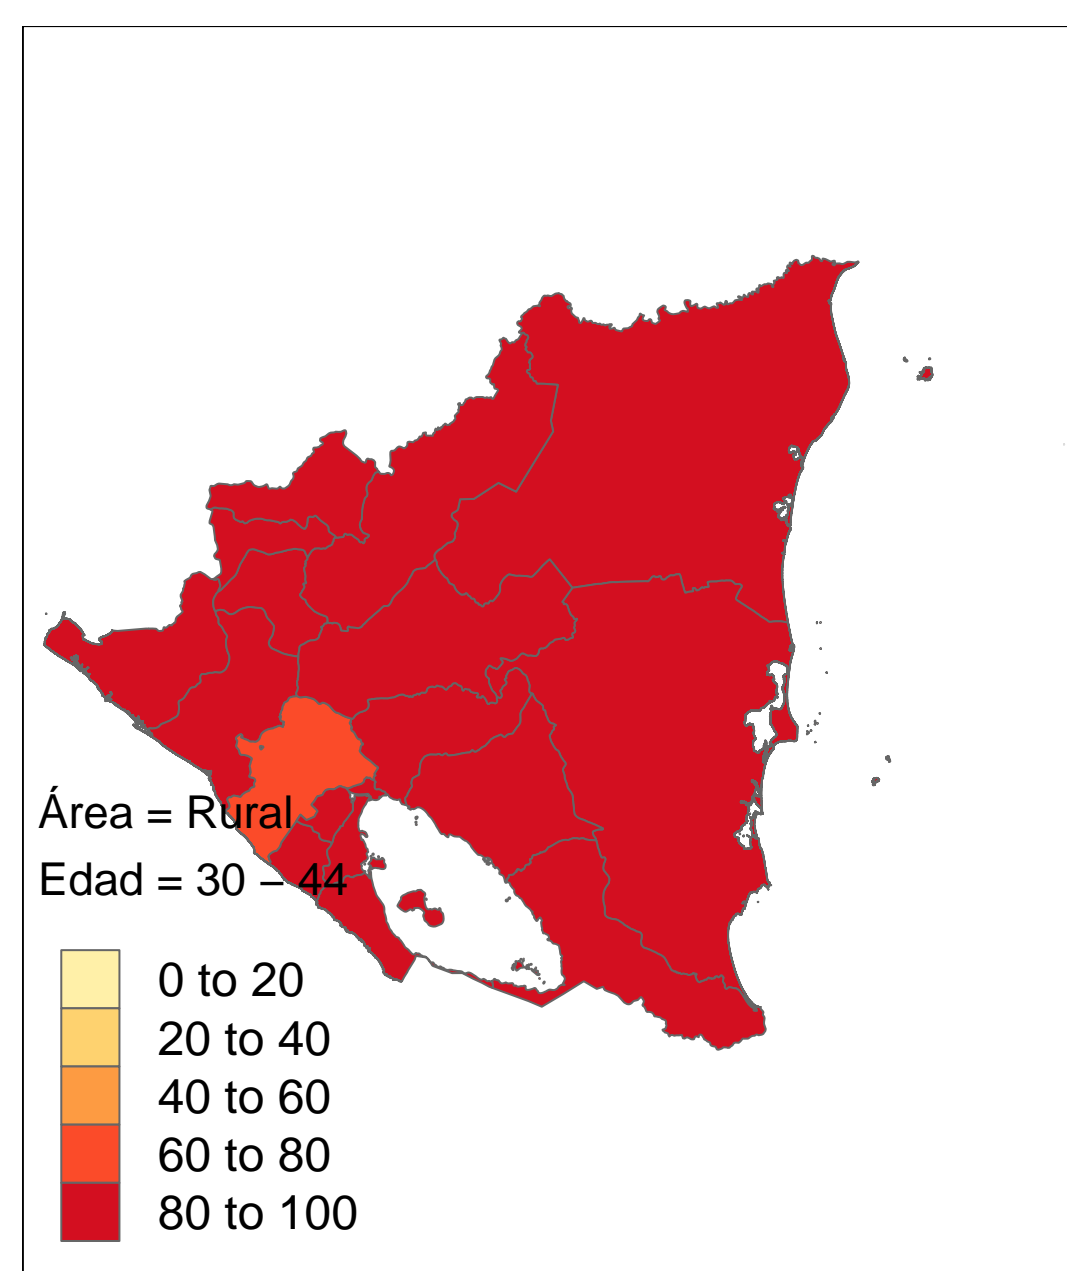 Área = Rural
Edad = 30 – 44
0 to 20
20 to 40
40 to 60
60 to 80
80 to 100